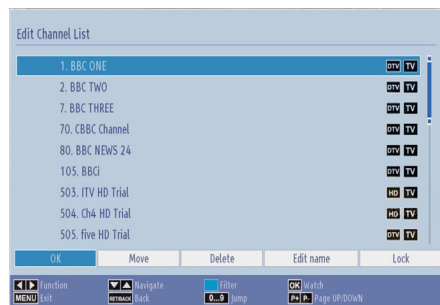 Edit Channel List
1. BBC ONE DTV TV
2. BBC TWO DTV TV
7. BBC THREE DTV TV
70. CBBC Channel DTV TV
80. BBC NEWS 24 DTV TV
105. BBCi DTV TV
503. ITV HD Trial HD TV
504. Ch4 HD Trial HD TV
505. five HD Trial DTV TV
OK Move Delete Edit name Lock
Function Navigate Filter OK Watch
MENU Exit RET/BACK Back 0...9 Jump P+ P- Page UP/DOWN